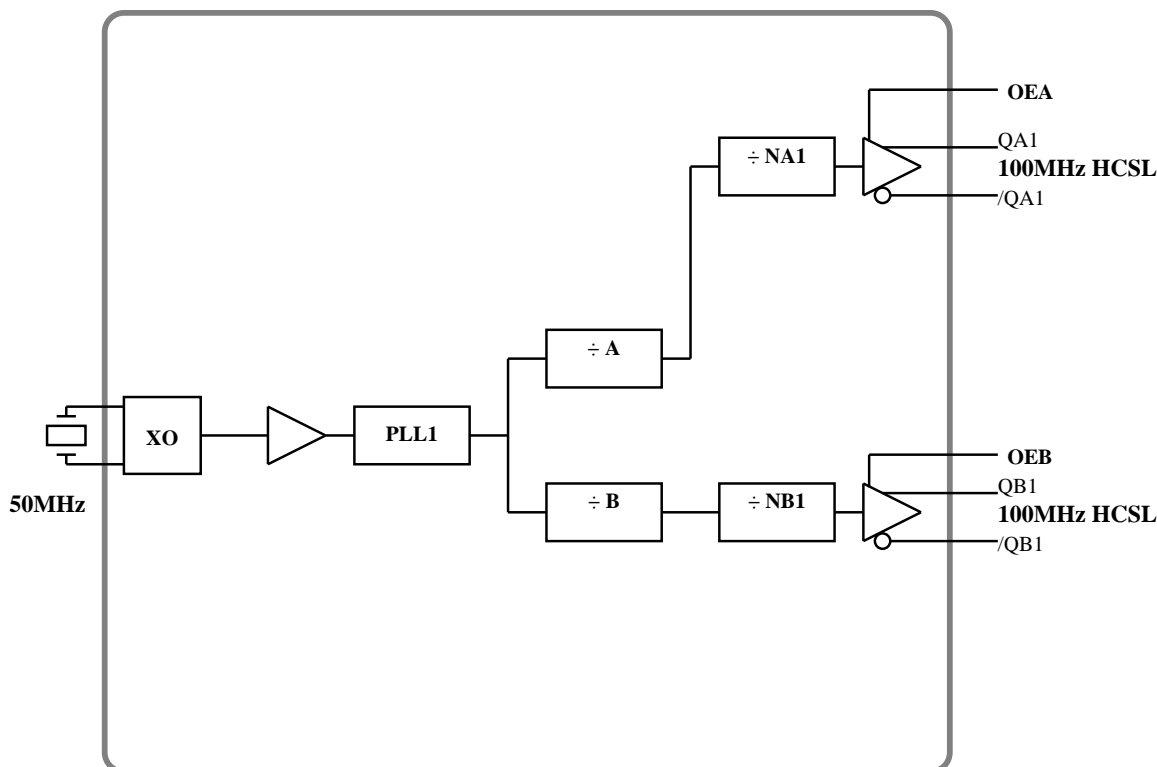 OEA
÷ NA1
QA1
100MHz HCSL
/QA1
÷ A
XO
PLL1
50MHz
OEB
÷ B
÷ NB1
QB1
100MHz HCSL
/QB1